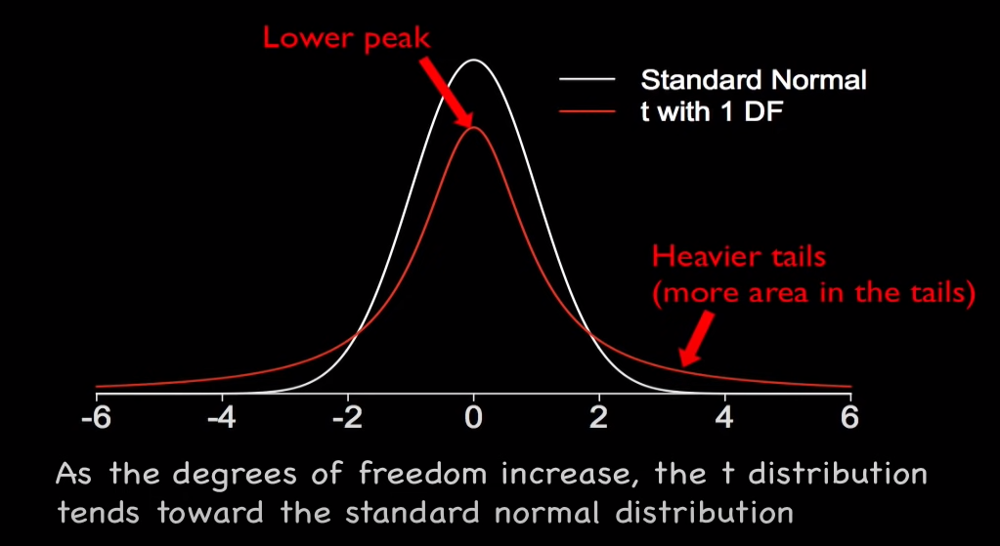 Lower peak
Standard Normal
t with 1 DF
Heavier tails
(more area in the tails)
-6 -4 -2 0 2 4 6
As the degrees of freedom increase, the t distribution
tends toward the standard normal distribution